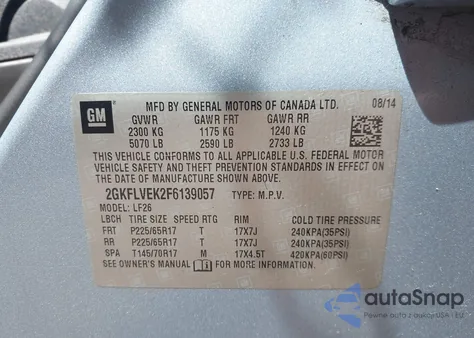 GM
MFD BY GENERAL MOTORS OF CANADA LTD. 08/14
GVWR GAWR FRT GAWR RR
2300 KG 1175 KG 1240 KG
5070 LB 2590 LB 2733 LB
THIS VEHICLE CONFORMS TO ALL APPLICABLE U.S. FEDERAL MOTOR
VEHICLE SAFETY AND THEFT PREVENTION STANDARDS IN EFFECT ON THE
DATE OF MANUFACTURE SHOWN ABOVE.
2GKFLVEK2F6139057 TYPE: M.P.V.
MODEL: LF26
LBCH TIRE SIZE SPEED RTG RIM COLD TIRE PRESSURE
FRT P225/65R17 T 17X7J 240KPA(35PSI)
RR P225/65R17 T 17X7J 240KPA(35PSI)
SPA T145/70R17 M 17X4.5T 420KPA(60PSI)
SEE OWNER'S MANUAL FOR MORE INFORMATION.
autoSnap
Автоаукціони США / EU